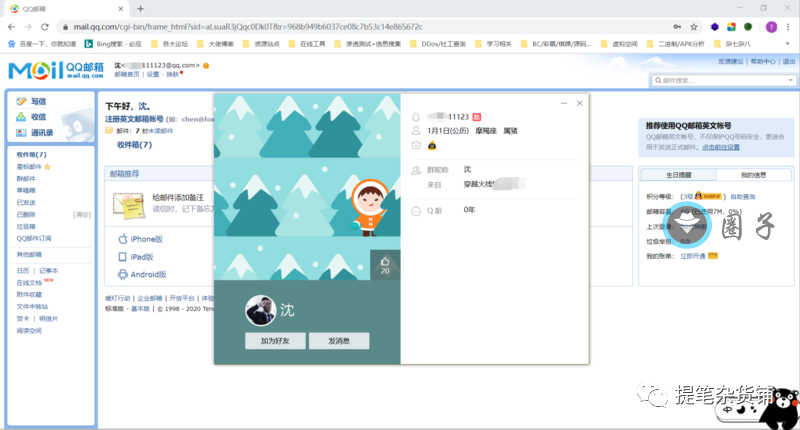 QQ邮箱
mail.qq.com/cgi-bin/frame_html?sid=aLsuaR3jQqc0Dk0T&r=968b949b6037ce08c7b53c14e865672c
百度一下，你就知道 Bing搜索 - 必应 各大论坛 大佬博客 资源站点 在线工具 渗透测试+信息搜集 DDos/社工查询 学习相关 BC/彩票/棋牌/源码... 虚拟空间 二进制/APK分析 杂七杂八
Mail QQ邮箱
mail.qq.com
沈<
111123@qq.com>
邮箱首页 | 设置 - 换肤
反馈建议 | 帮助中心 | 退出
邮件搜索...
写信
收信
通讯录
收件箱(7)
星标邮件
群邮件
草稿箱
已发送
已删除 [清空]
垃圾箱
QQ邮件订阅
其他邮箱
日历 | 记事本
在线文档 NEW
附件收藏
文件中转站
贺卡 | 明信片
阅读空间
下午好，沈。
注册英文邮箱帐号 (如: chen@fox
邮件: 7 封未读邮件
收件箱(7)
邮箱推荐
给邮件添加备注
读信时，记下备忘
iPhone版
iPad版
Android版
暖灯行动 | 企业邮箱 | 开放平台 | 体验
标准版 - 基本版 | © 1998 - 2020 Ten
20
沈
加为好友
发消息
11123
1月1日(公历) 摩羯座 属猪
群昵称 沈
来自 穿越火线
Q 龄 0年
推荐使用QQ邮箱英文帐号
邮箱英文帐号，不仅保护QQ号码安全，更适合
用于发送正式邮件。点击前往设置
生日提醒
我的信息
积分等级: (3级 自助查询
邮箱容量:
(已使用7M, 0%)
上次登录:
垃圾举报: 0次
我的账单: 立即开通
圈子
提笔杂货铺
中